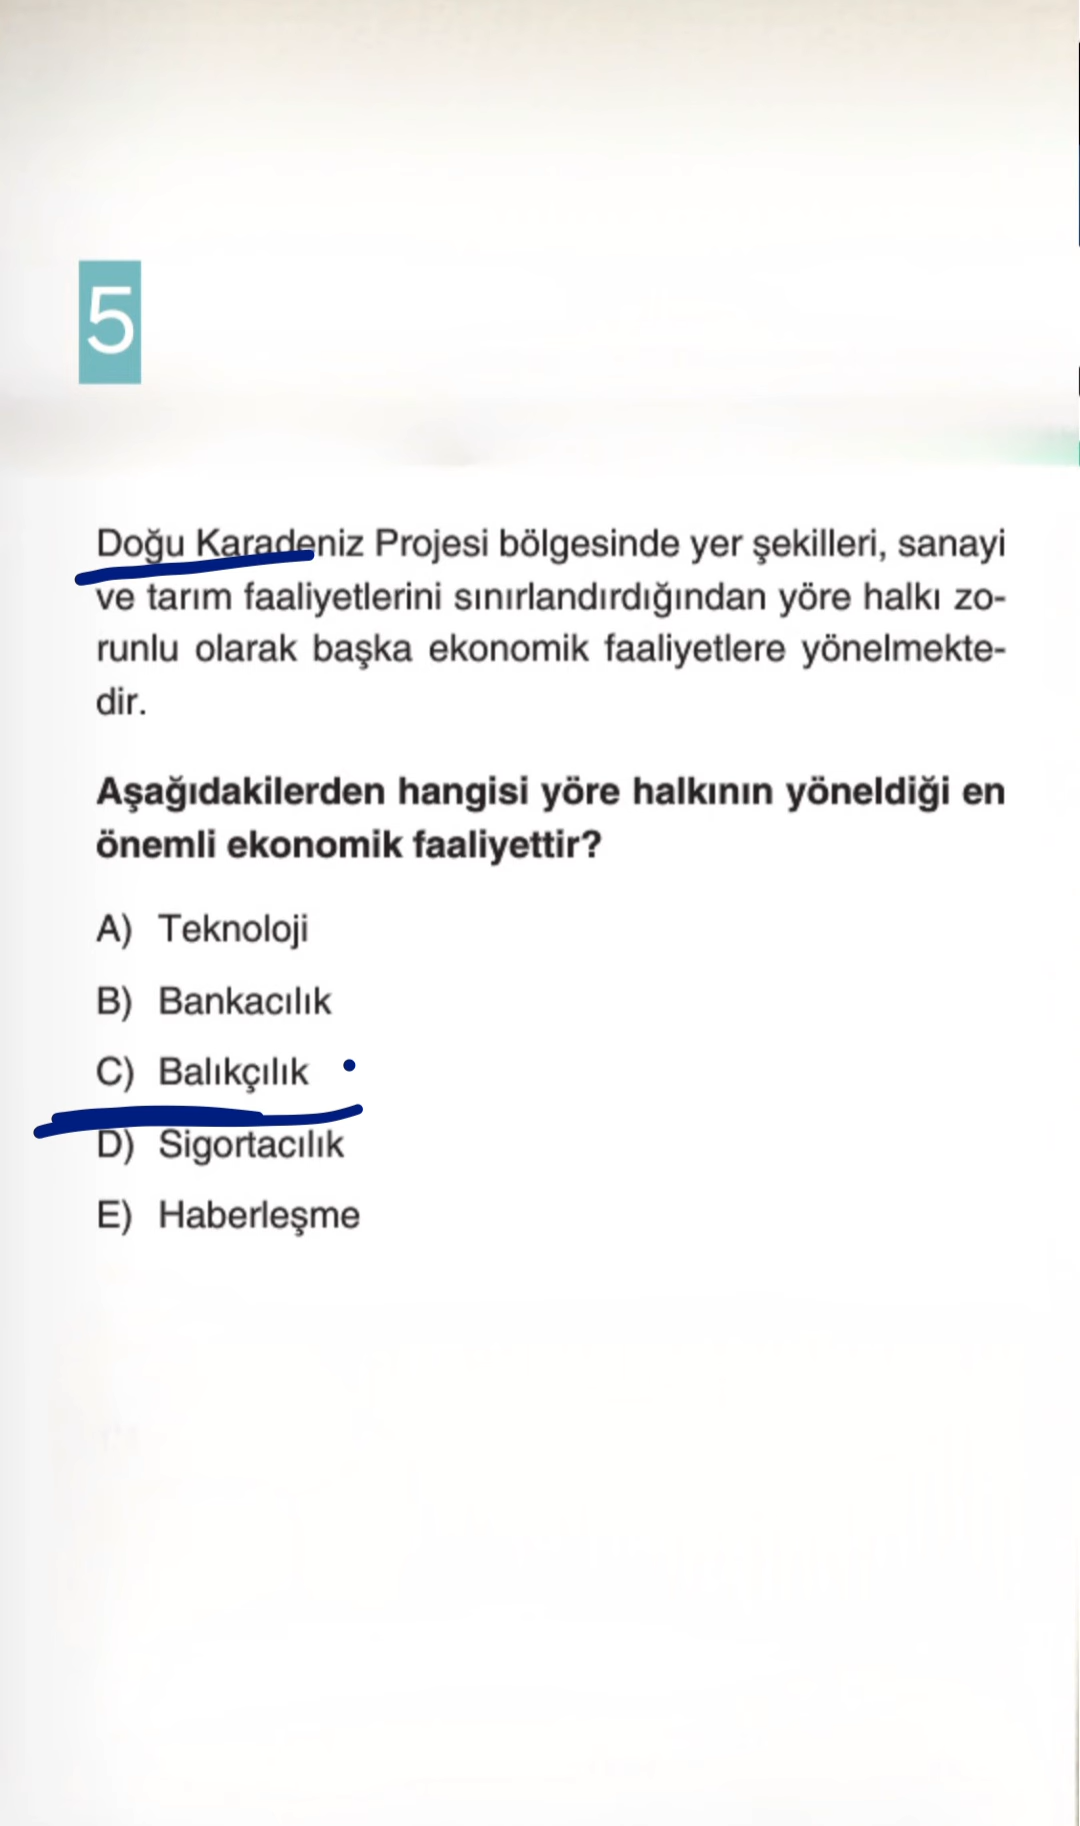 5
Doğu Karadeniz Projesi bölgesinde yer şekilleri, sanayi
ve tarım faaliyetlerini sınırlandırdığından yöre halkı zo-
runlu olarak başka ekonomik faaliyetlere yönelmekte-
dir.
Aşağıdakilerden hangisi yöre halkının yöneldiği en
önemli ekonomik faaliyettir?
A) Teknoloji
B) Bankacılık
C) Balıkçılık
D) Sigortacılık
E) Haberleşme